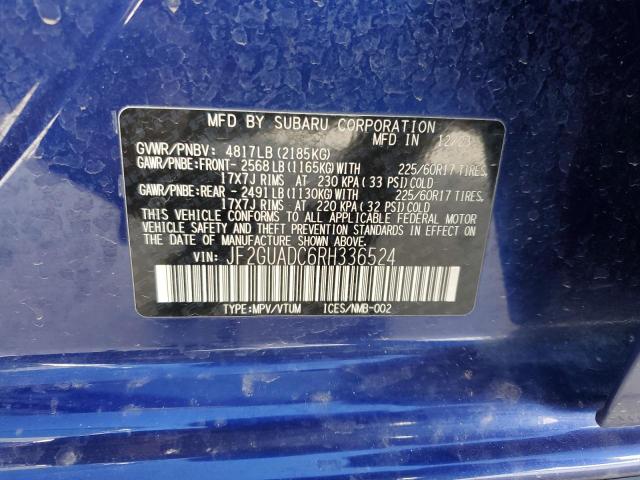 MFD BY SUBARU CORPORATION
MFD IN 12/23
GVWR/PNBV: 4817LB (2185KG)
GAWR/PNBE:FRONT- 2568LB (1165KG)WITH 225/60R17 TIRES,
17X7J RIMS AT 230 KPA (33 PSI)COLD
GAWR/PNBE:REAR - 2491LB (1130KG)WITH 225/60R17 TIRES,
17X7J RIMS AT 220 KPA (32 PSI)COLD
THIS VEHICLE CONFORMS TO ALL APPLICABLE FEDERAL MOTOR
VEHICLE SAFETY AND THEFT PREVENTION STANDARDS IN
EFFECT ON THE DATE OF MANUFACTURE SHOWN ABOVE.
VIN: JF2GUADC6RH336524
TYPE:MPV/VTUM ICES/NMB-002